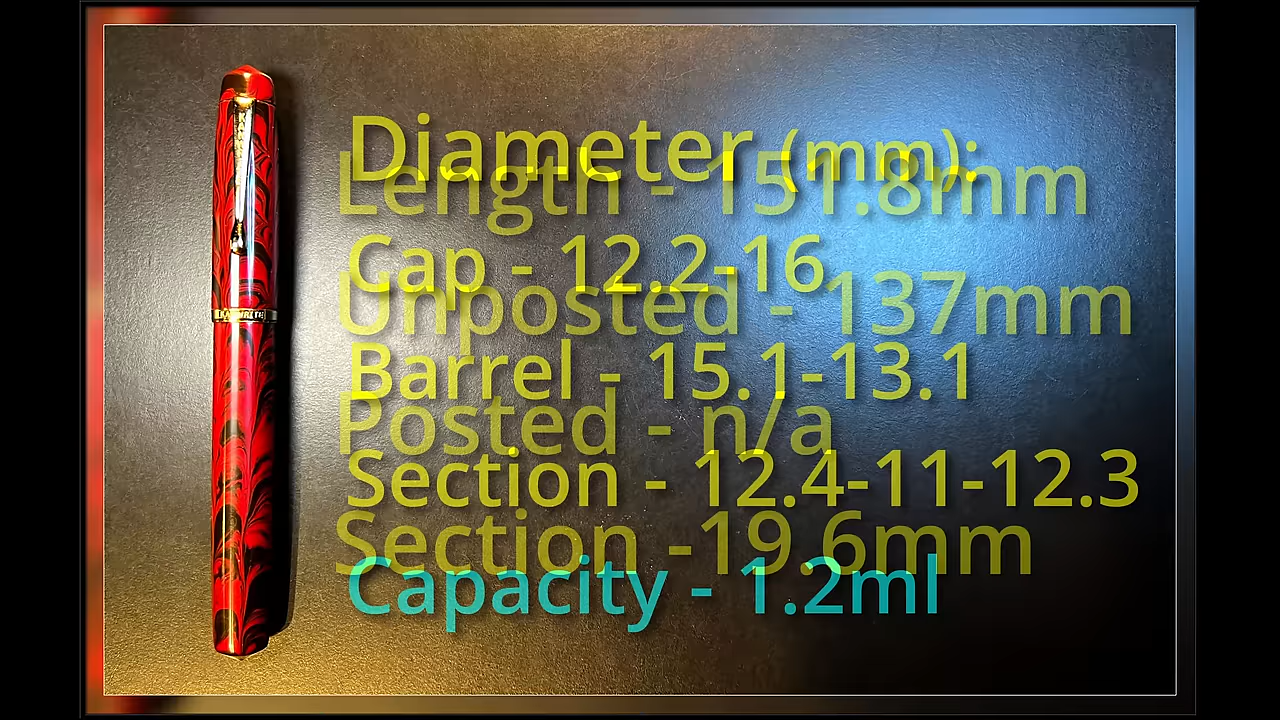 Diameter (mm):
Length - 151.8mm
Cap - 12.2-16
Unposted - 137mm
Barrel - 15.1-13.1
Posted - n/a
Section - 12.4-11-12.3
Section -19.6mm
Capacity - 1.2ml